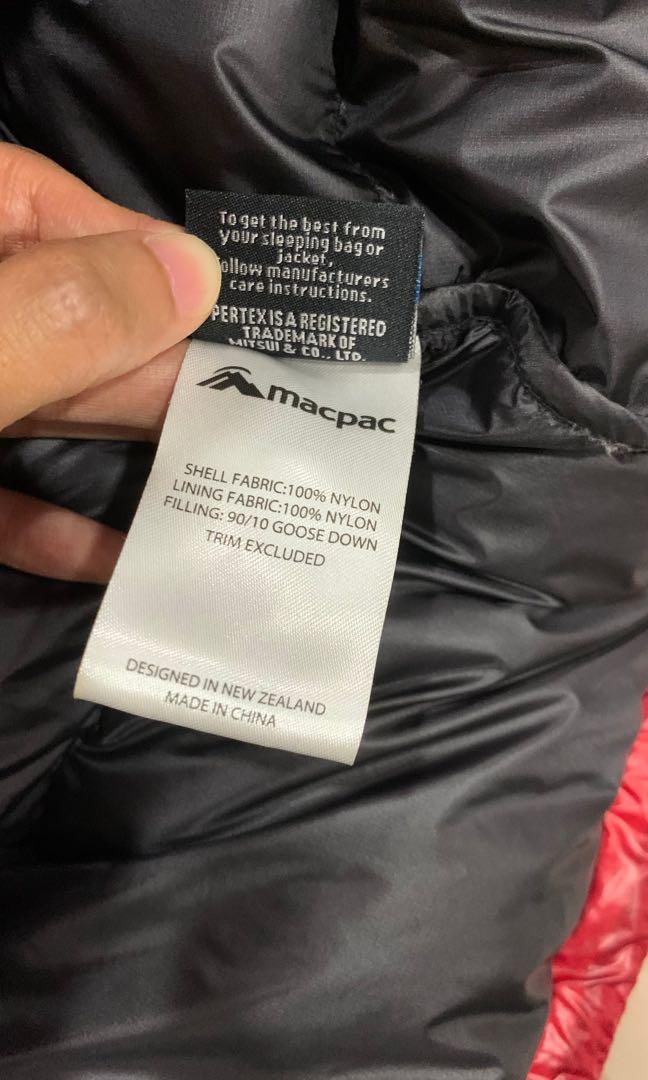 To get the best from
your sleeping bag or
jacket,
follow manufacturers
care instructions.
PERTEX IS A REGISTERED
TRADEMARK OF
MITSUI & CO., LTD.
macpac
SHELL FABRIC:100% NYLON
LINING FABRIC:100% NYLON
FILLING: 90/10 GOOSE DOWN
TRIM EXCLUDED
DESIGNED IN NEW ZEALAND
MADE IN CHINA